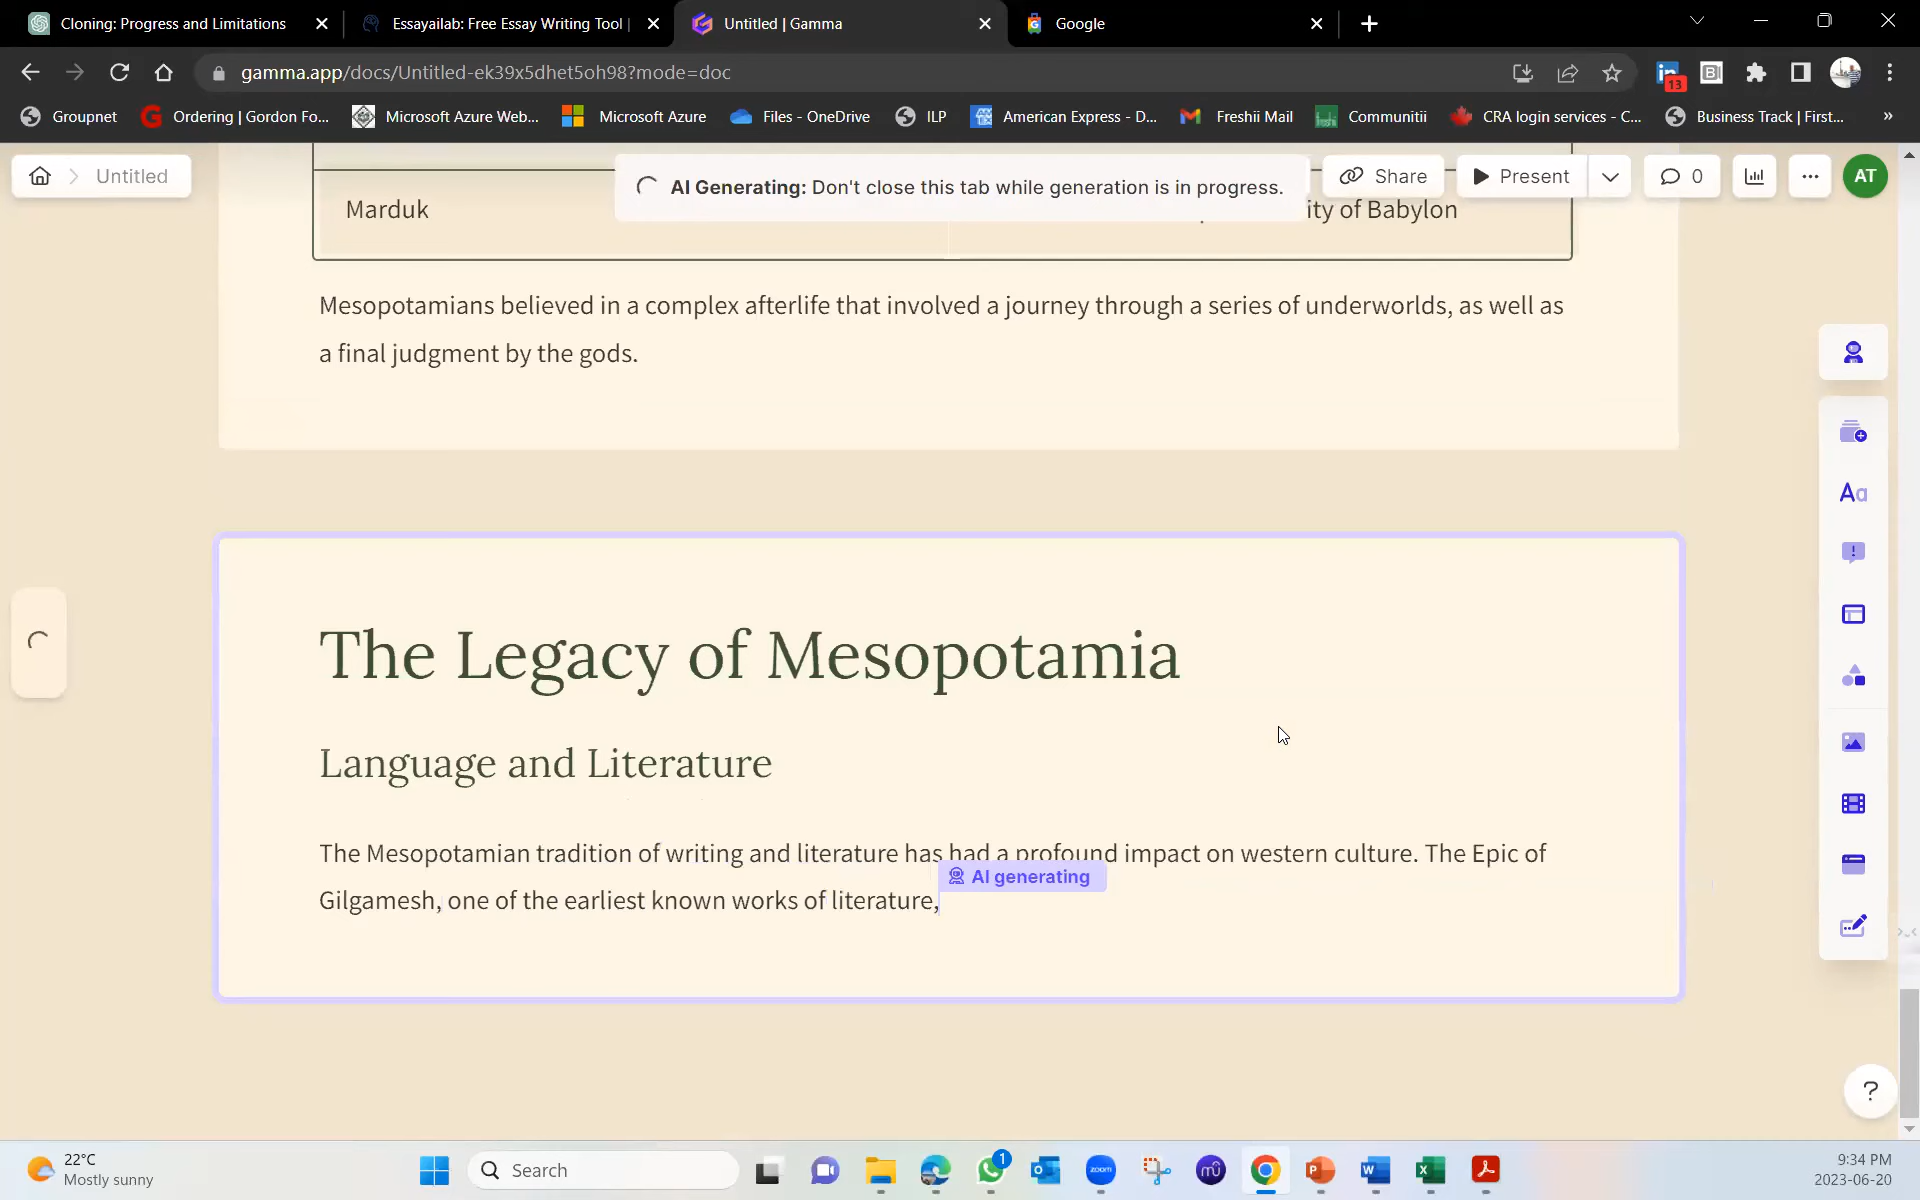 Cloning: Progress and Limitations
Essayailab: Free Essay Writing Tool |
Untitled | Gamma
Google
gamma.app/docs/Untitled-ek39x5dhet5oh98?mode=doc
in
13
B
Groupnet
G
Ordering | Gordon Fo...
Microsoft Azure Web...
Microsoft Azure
Files - OneDrive
ILP
American Express - D...
Freshii Mail
Communitii
CRA login services - C...
Business Track | First...
»
Untitled
AI Generating: Don't close this tab while generation is in progress.
Share
Present
0
AT
Marduk
ity of Babylon
Mesopotamians believed in a complex afterlife that involved a journey through a series of underworlds, as well as
a final judgment by the gods.
Aa
The Legacy of Mesopotamia
Language and Literature
The Mesopotamian tradition of writing and literature has had a profound impact on western culture. The Epic of
AI generating
Gilgamesh, one of the earliest known works of literature,
?
22°C
Mostly sunny
Search
1
zoom
mü
P
W
X
9:34 PM
2023-06-20